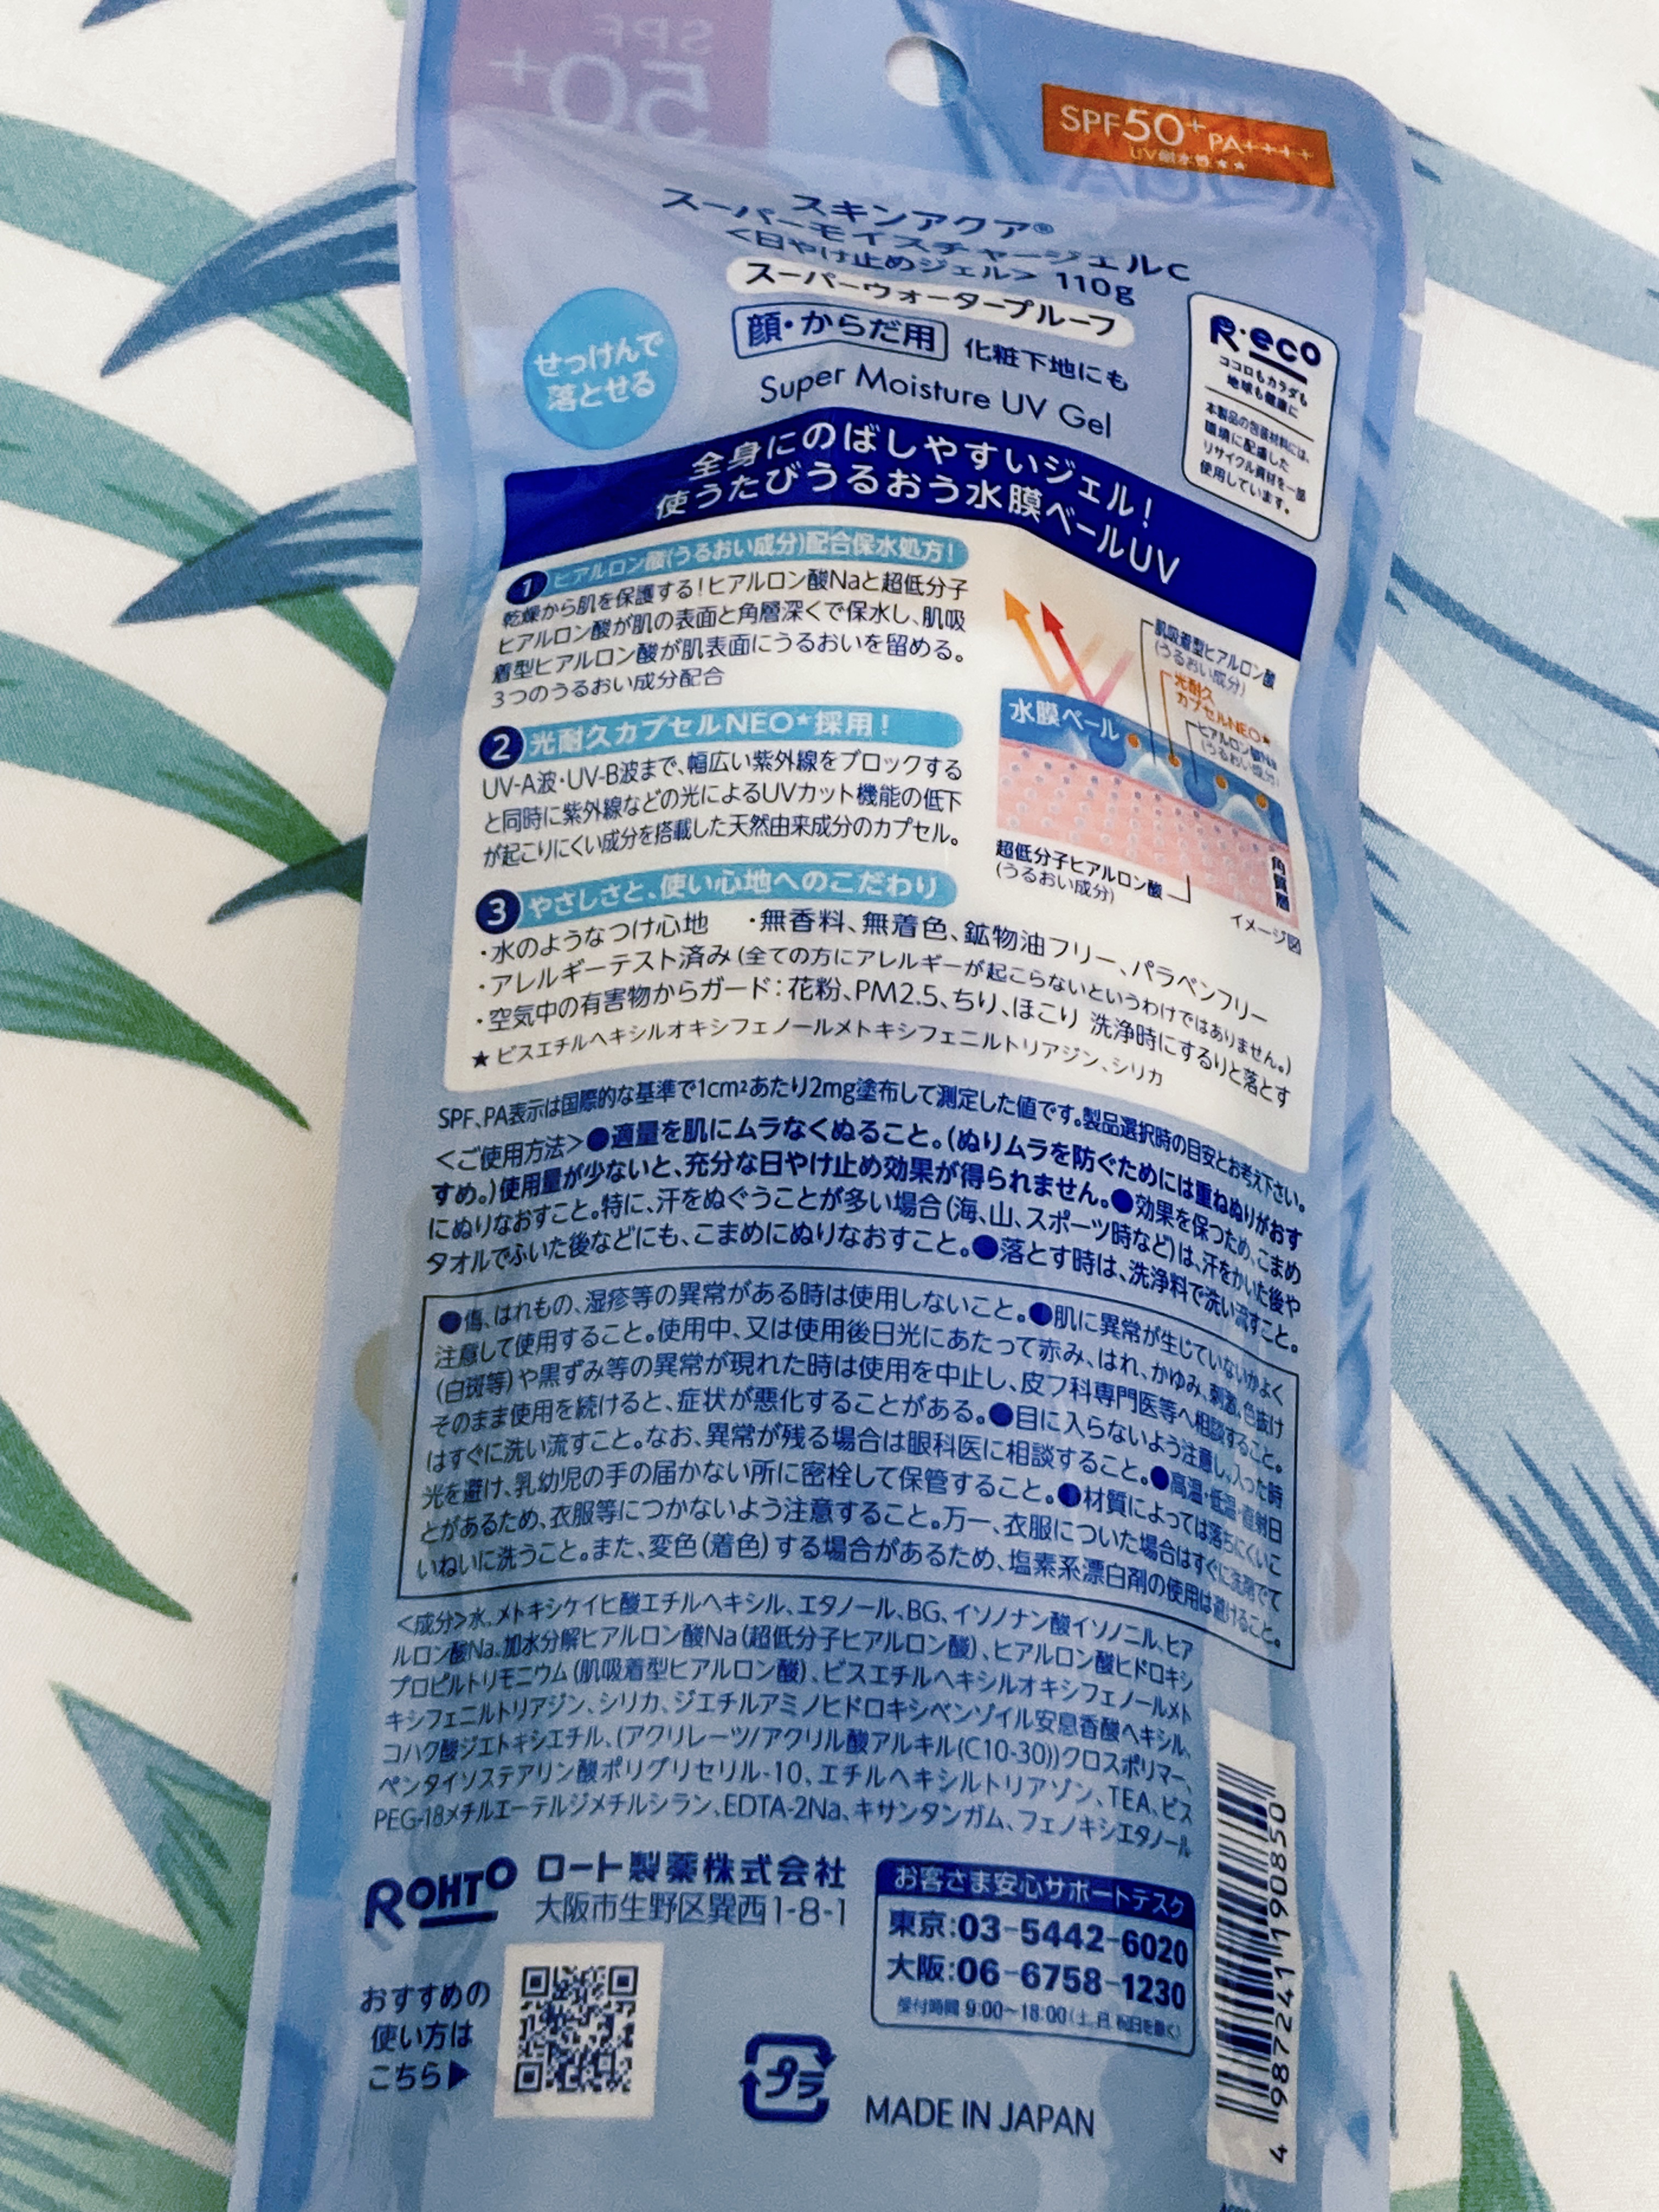 SPF
50+
SPF50+ PA++++
UV耐水性★★
スキンアクア®
スーパーモイスチャージェルC
<日やけ止めジェル> 110g
スーパーウォータープルーフ
顔・からだ用 化粧下地にも
Super Moisture UV Gel
せっけんで
落とせる
R・eco
ココロもカラダも
地球も健康に
本製品の包装材料には、
環境に配慮した
リサイクル資材を一部
使用しています。
全身にのばしやすいジェル!
使うたびうるおう水膜ベールUV
1 ヒアルロン酸(うるおい成分)配合保水処方!
乾燥から肌を保護する!ヒアルロン酸Naと超低分子
ヒアルロン酸が肌の表面と角層深くで保水し、肌吸
着型ヒアルロン酸が肌表面にうるおいを留める。
3つのうるおい成分配合
2 光耐久カプセルNEO★採用!
UV-A波・UV-B波まで、幅広い紫外線をブロックする
と同時に紫外線などの光によるUVカット機能の低下
が起こりにくい成分を搭載した天然由来成分のカプセル。
肌吸着型ヒアルロン酸
(うるおい成分)
光耐久
カプセルNEO★
ヒアルロン酸Na
(うるおい成分)
水膜ベール
角質層
超低分子ヒアルロン酸
(うるおい成分)
イメージ図
3 やさしさと、使い心地へのこだわり
・水のようなつけ心地 ・無香料、無着色、鉱物油フリー、パラベンフリー
・アレルギーテスト済み(全ての方にアレルギーが起こらないというわけではありません。)
・空気中の有害物からガード:花粉、PM2.5、ちり、ほこり 洗浄時にするりと落とす
★ビスエチルヘキシルオキシフェノールメトキシフェニルトリアジン、シリカ
SPF、PA表示は国際的な基準で1cm²あたり2mg塗布して測定した値です。製品選択時の目安とお考え下さい。
<ご使用方法>●適量を肌にムラなくぬること。(ぬりムラを防ぐためには重ねぬりがおす
すめ。)使用量が少ないと、充分な日やけ止め効果が得られません。●効果を保つため、こまめ
にぬりなおすこと。特に、汗をぬぐうことが多い場合(海、山、スポーツ時など)は、汗をかいた後や
タオルでふいた後などにも、こまめにぬりなおすこと。●落とす時は、洗浄料で洗い流すこと。
●傷、はれもの、湿疹等の異常がある時は使用しないこと。●肌に異常が生じていないかよく
注意して使用すること。使用中、又は使用後日光にあたって赤み、はれ、かゆみ、刺激、色抜け
(白斑等)や黒ずみ等の異常が現れた時は使用を中止し、皮フ科専門医等へ相談すること。
そのまま使用を続けると、症状が悪化することがある。●目に入らないよう注意し、入った時
はすぐに洗い流すこと。なお、異常が残る場合は眼科医に相談すること。●高温・低温・直射日
光を避け、乳幼児の手の届かない所に密栓して保管すること。●材質によっては落ちにくいこ
とがあるため、衣服等につかないよう注意すること。万一、衣服についた場合はすぐに洗剤でて
いねいに洗うこと。また、変色(着色)する場合があるため、塩素系漂白剤の使用は避けること。
<成分>水、メトキシケイヒ酸エチルヘキシル、エタノール、BG、イソノナン酸イソノニル、ヒア
ルロン酸Na、加水分解ヒアルロン酸Na(超低分子ヒアルロン酸)、ヒアルロン酸ヒドロキシ
プロピルトリモニウム(肌吸着型ヒアルロン酸)、ビスエチルヘキシルオキシフェノールメト
キシフェニルトリアジン、シリカ、ジエチルアミノヒドロキシベンゾイル安息香酸ヘキシル、
コハク酸ジエトキシエチル、(アクリレーツ/アクリル酸アルキル(C10-30))クロスポリマー、
ペンタイソステアリン酸ポリグリセリル-10、エチルヘキシルトリアゾン、TEA、ビス
PEG-18メチルエーテルジメチルシラン、EDTA-2Na、キサンタンガム、フェノキシエタノール
ROHTO ロート製薬株式会社
大阪市生野区巽西1-8-1
お客さま安心サポートデスク
東京:03-5442-6020
大阪:06-6758-1230
受付時間 9:00~18:00(土、日、祝日を除く)
おすすめの
使い方は
こちら▶
プラ
MADE IN JAPAN
4 987241 190850